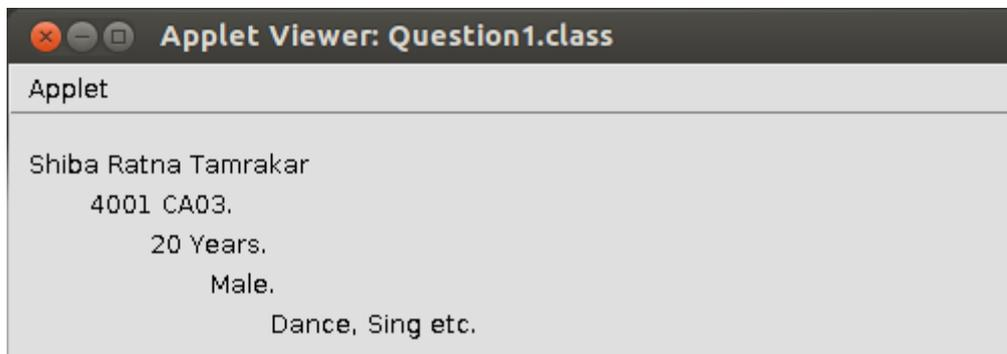 Applet Viewer: Question1.class
Applet
Shiba Ratna Tamrakar
4001 CA03.
20 Years.
Male.
Dance, Sing etc.